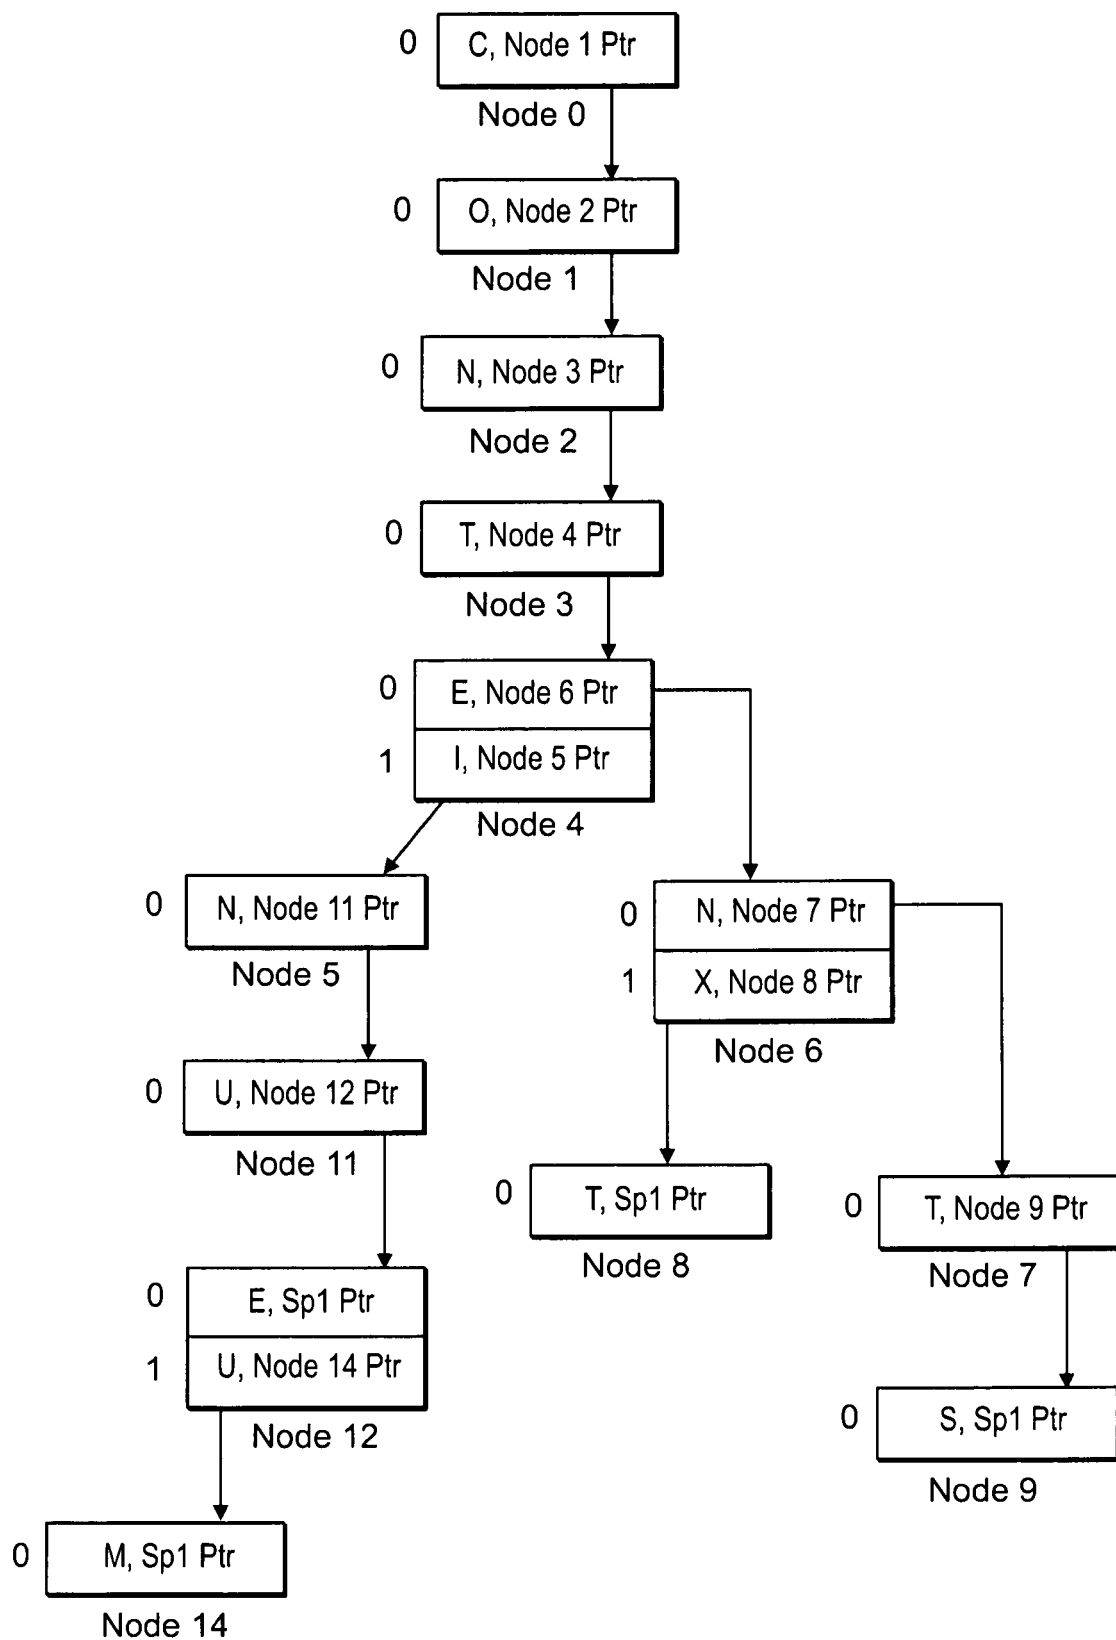 0
C, Node 1 Ptr
Node 0
0
O, Node 2 Ptr
Node 1
0
N, Node 3 Ptr
Node 2
0
T, Node 4 Ptr
Node 3
0
E, Node 6 Ptr
1
I, Node 5 Ptr
Node 4
0
N, Node 11 Ptr
Node 5
0
N, Node 7 Ptr
1
X, Node 8 Ptr
Node 6
0
U, Node 12 Ptr
Node 11
0
T, Sp1 Ptr
Node 8
0
T, Node 9 Ptr
Node 7
0
E, Sp1 Ptr
1
U, Node 14 Ptr
Node 12
0
S, Sp1 Ptr
Node 9
0
M, Sp1 Ptr
Node 14